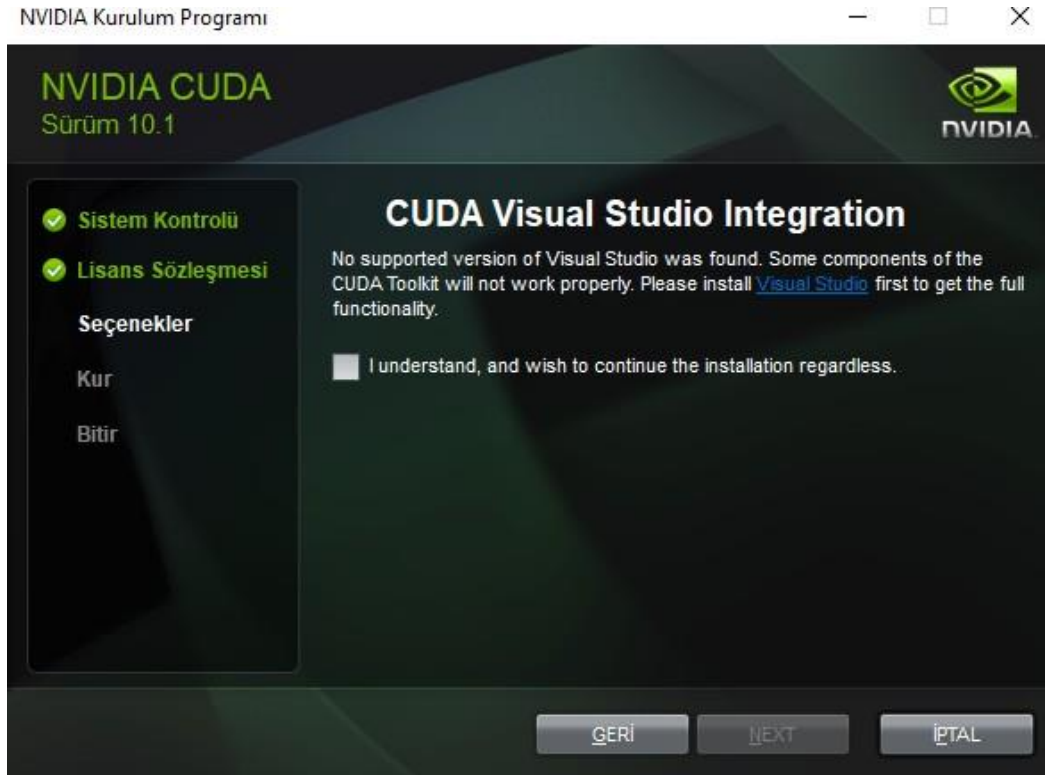 NVIDIA Kurulum Programı
NVIDIA CUDA
Sürüm 10.1
NVIDIA.
Sistem Kontrolü
Lisans Sözleşmesi
Seçenekler
Kur
Bitir
CUDA Visual Studio Integration
No supported version of Visual Studio was found. Some components of the
CUDA Toolkit will not work properly. Please install Visual Studio first to get the full
functionality.
I understand, and wish to continue the installation regardless.
GERİ
NEXT
İPTAL